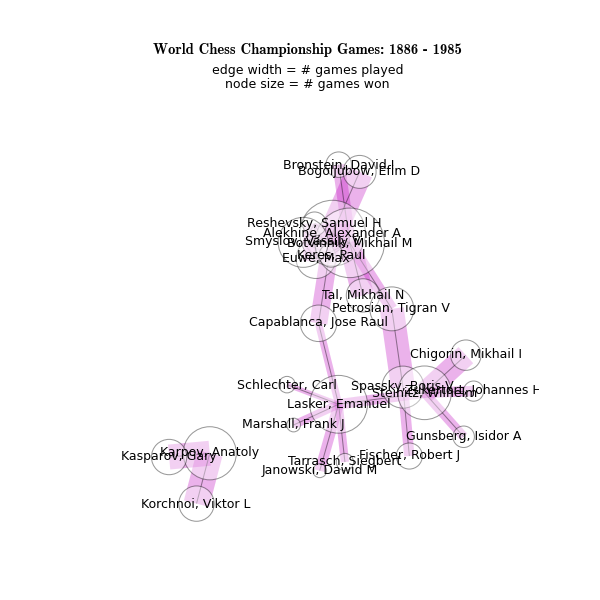 World Chess Championship Games: 1886 - 1985
edge width = # games played
node size = # games won
Bronstein, David I
Bogoljubow, Efim D
Reshevsky, Samuel H
Alekhine, Alexander A
Smyslov, Vassily V
Botvinnik, Mikhail M
Keres, Paul
Euwe, Max
Tal, Mikhail N
Petrosian, Tigran V
Capablanca, Jose Raul
Chigorin, Mikhail I
Schlechter, Carl
Spassky, Boris V
Zukertort, Johannes H
Steinitz, Wilhelm
Lasker, Emanuel
Marshall, Frank J
Gunsberg, Isidor A
Karpov, Anatoly
Kasparov, Gary
Fischer, Robert J
Tarrasch, Siegbert
Janowski, Dawid M
Korchnoi, Viktor L